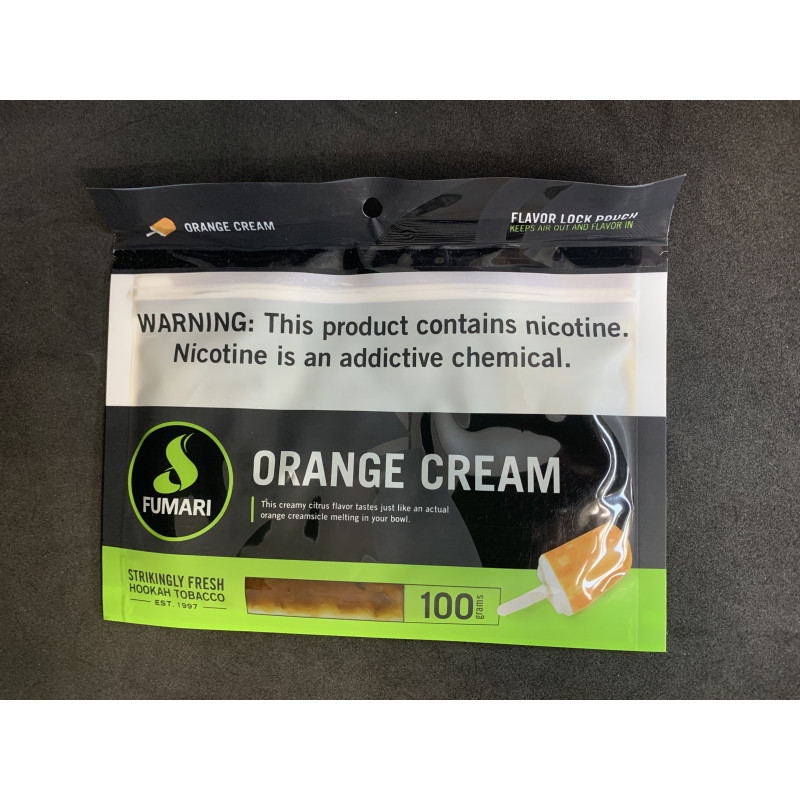 ORANGE CREAM
FLAVOR LOCK POUCH
KEEPS AIR OUT AND FLAVOR IN
WARNING: This product contains nicotine.
Nicotine is an addictive chemical.
FUMARI
ORANGE CREAM
This creamy citrus flavor tastes just like an actual
orange creamsicle melting in your bowl.
STRIKINGLY FRESH
HOOKAH TOBACCO
EST. 1997
100 grams